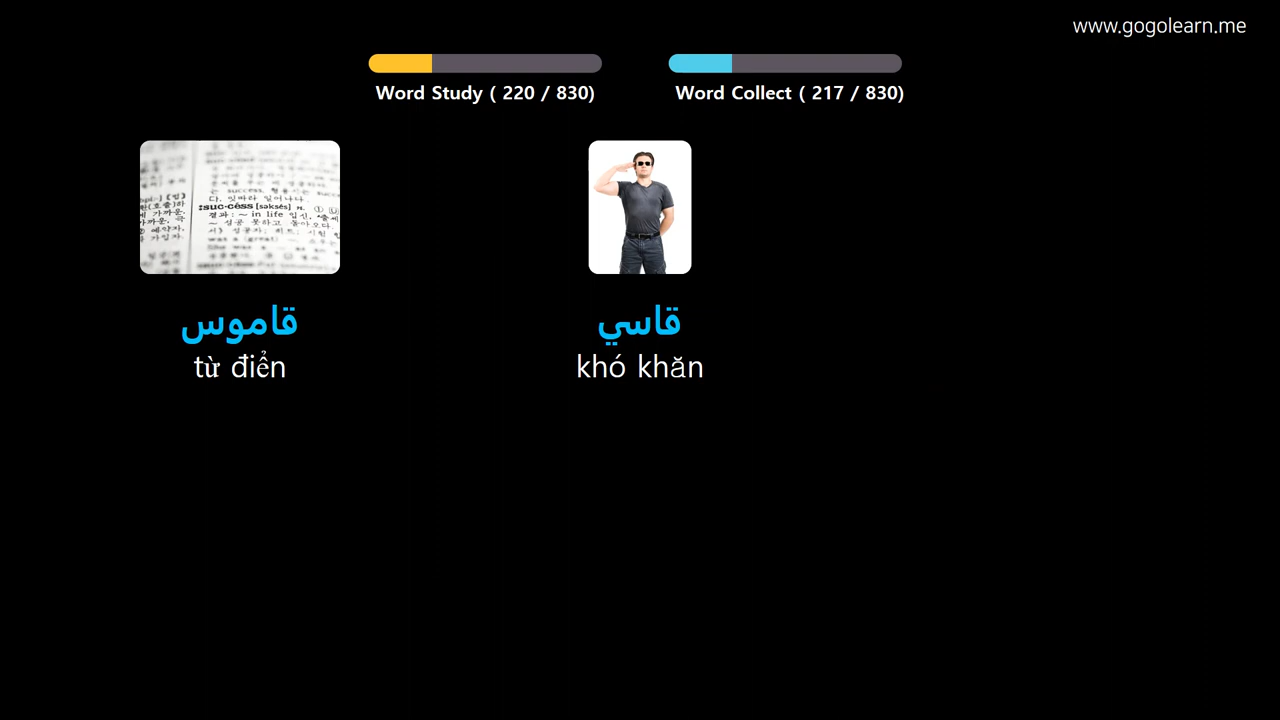 www.gogolearn.me
Word Study ( 220 / 830)
Word Collect ( 217 / 830)
قاموس
từ điển
قاسي
khó khăn